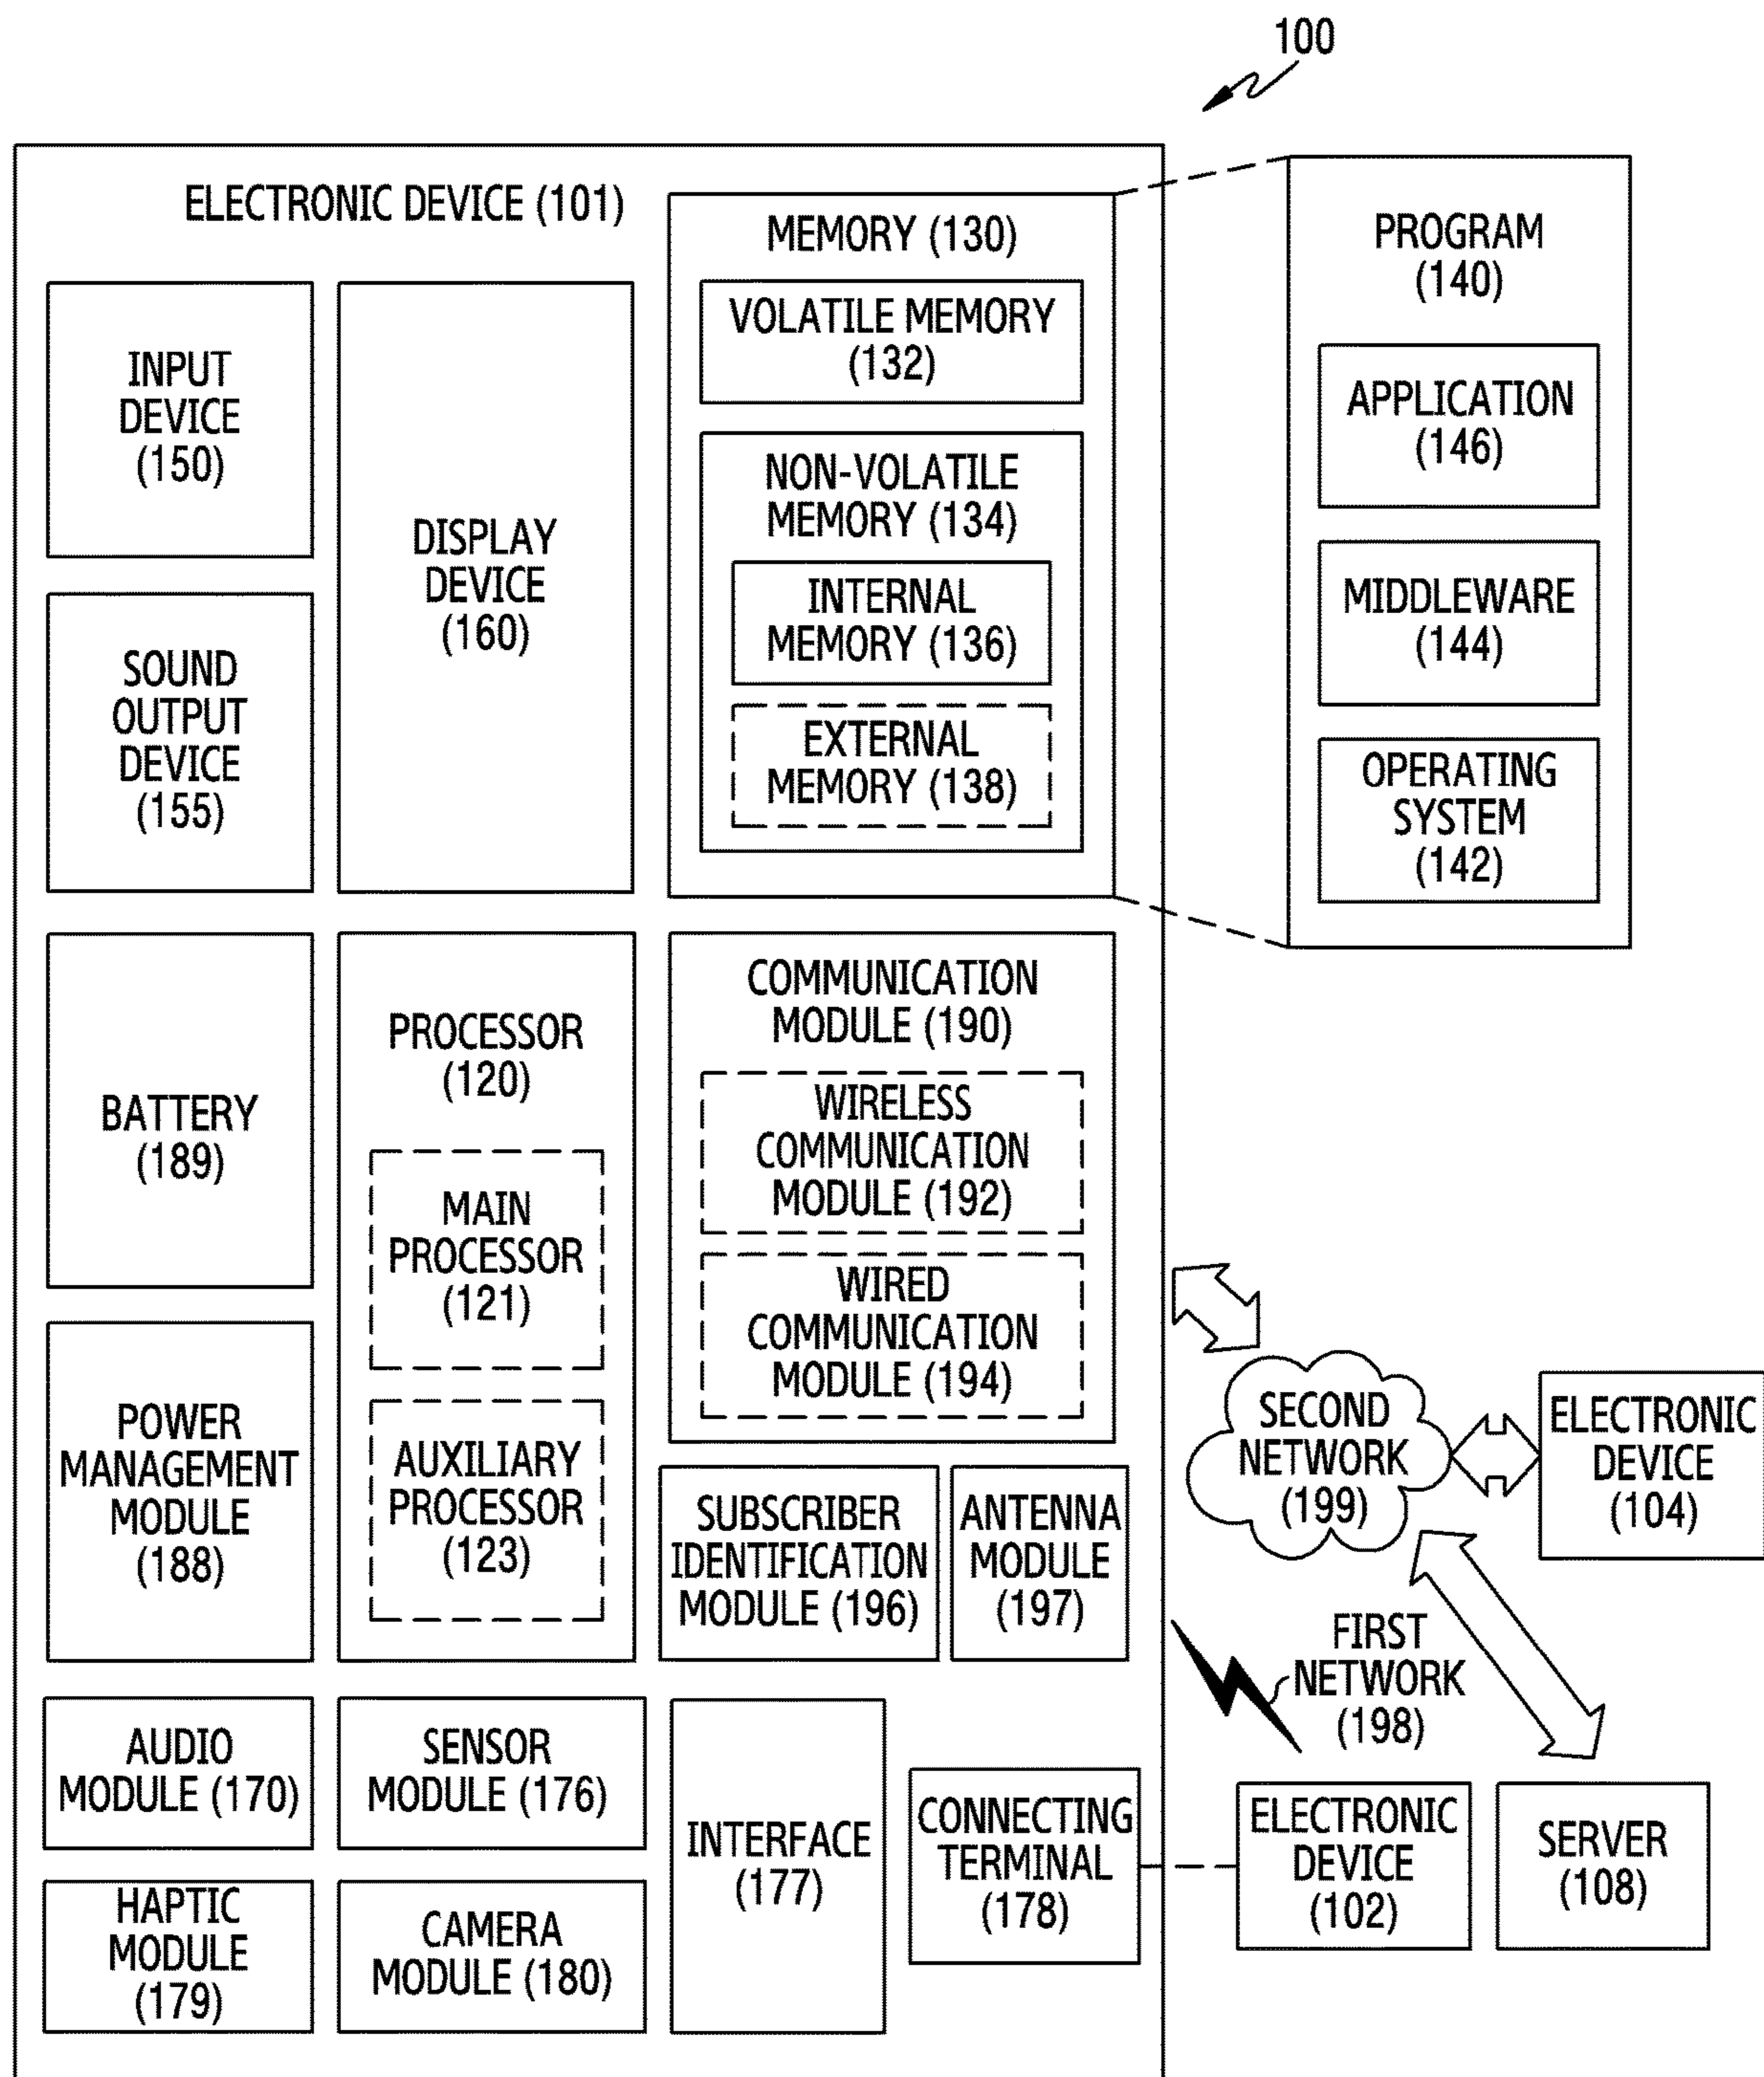 100
ELECTRONIC DEVICE (101)
INPUT
DEVICE
(150)
SOUND
OUTPUT
DEVICE
(155)
DISPLAY
DEVICE
(160)
MEMORY (130)
VOLATILE MEMORY
(132)
NON-VOLATILE
MEMORY (134)
INTERNAL
MEMORY (136)
EXTERNAL
MEMORY (138)
PROGRAM
(140)
APPLICATION
(146)
MIDDLEWARE
(144)
OPERATING
SYSTEM
(142)
BATTERY
(189)
POWER
MANAGEMENT
MODULE
(188)
PROCESSOR
(120)
MAIN
PROCESSOR
(121)
AUXILIARY
PROCESSOR
(123)
COMMUNICATION
MODULE (190)
WIRELESS
COMMUNICATION
MODULE (192)
WIRED
COMMUNICATION
MODULE (194)
SUBSCRIBER
IDENTIFICATION
MODULE (196)
ANTENNA
MODULE
(197)
SECOND
NETWORK
(199)
ELECTRONIC
DEVICE
(104)
FIRST
NETWORK
(198)
AUDIO
MODULE (170)
SENSOR
MODULE (176)
HAPTIC
MODULE
(179)
CAMERA
MODULE (180)
INTERFACE
(177)
CONNECTING
TERMINAL
(178)
ELECTRONIC
DEVICE
(102)
SERVER
(108)